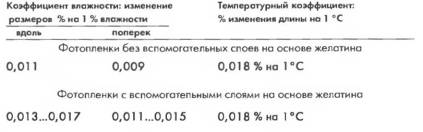 Коэффициент влажности: изменение Температурный коэффициент:
размеров % на 1 % влажности % изменения длины на 1 °C
вдоль поперек
Фотопленки без вспомогательных слоев на основе желатина
0,011 0,009 0,018 % на 1°C
Фотопленки с вспомогательными слоями на основе желатина
0,013...0,017 0,011...0,015 0,018 % на 1°C